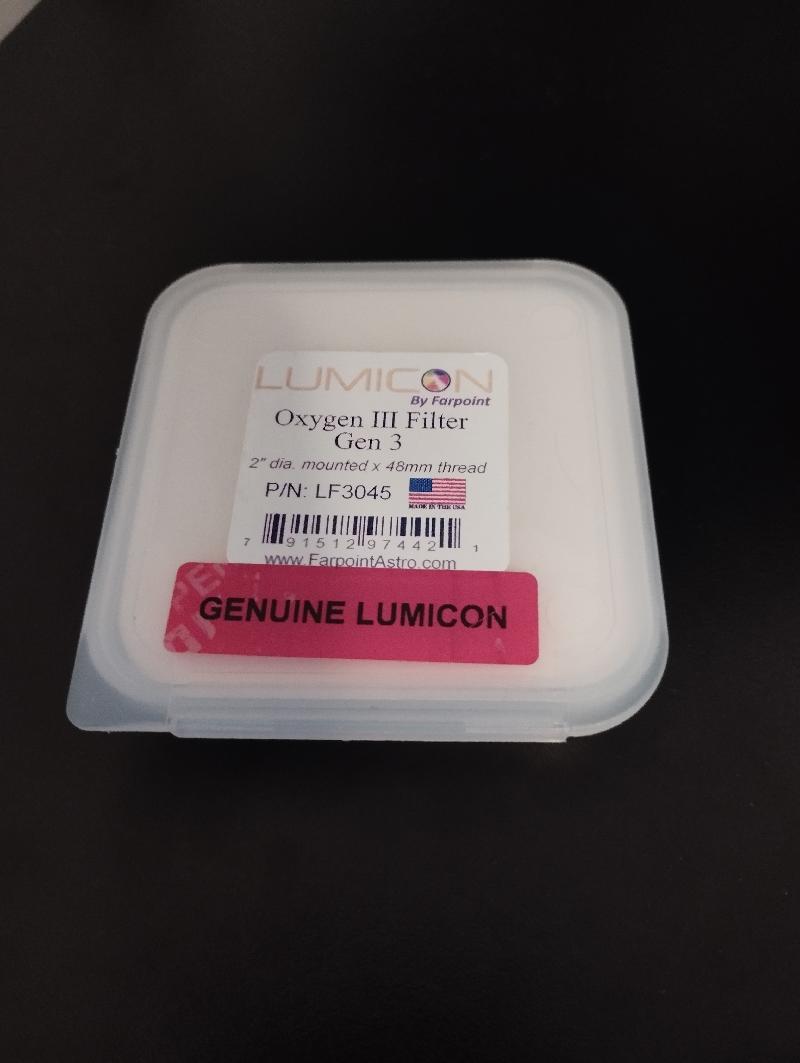 LUMICON
By Farpoint
Oxygen III Filter
Gen 3
2" dia. mounted x 48mm thread
P/N: LF3045
MADE IN THE USA
7 91512 97442 1
www.FarpointAstro.com
GENUINE LUMICON